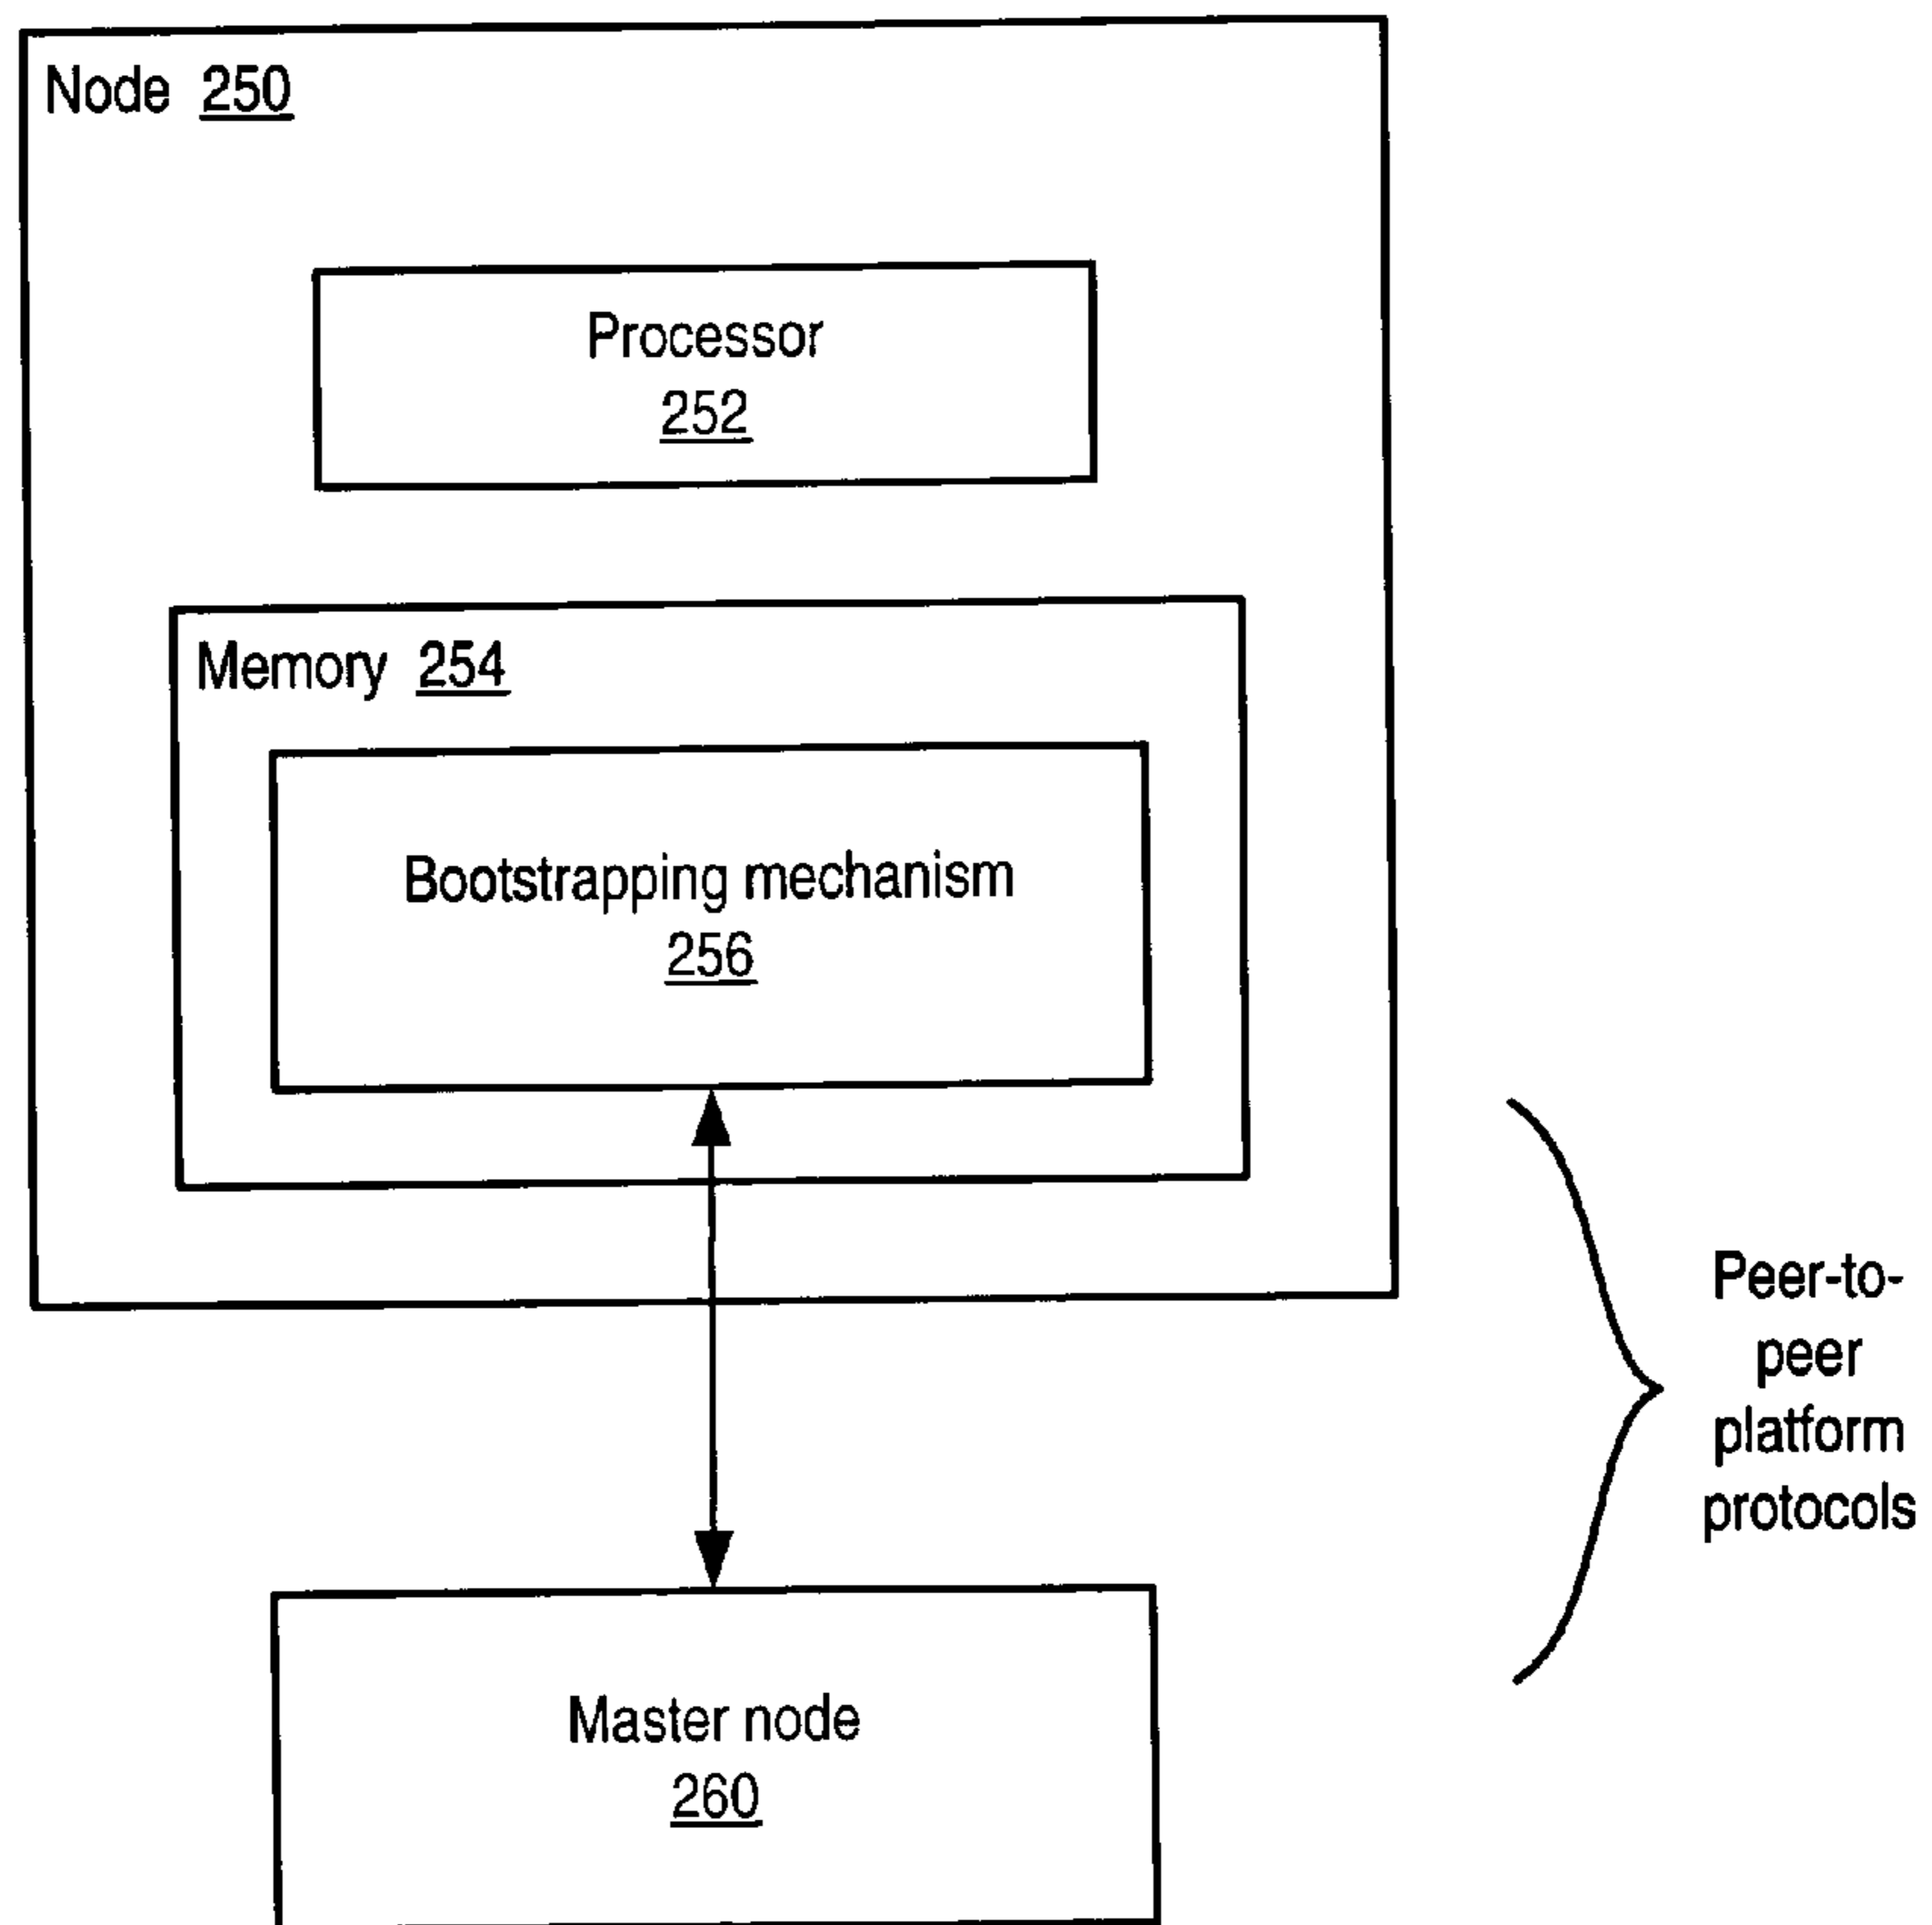 Node 250
Processor
252
Memory 254
Bootstrapping mechanism
256
Peer-to-
peer
platform
protocols
Master node
260